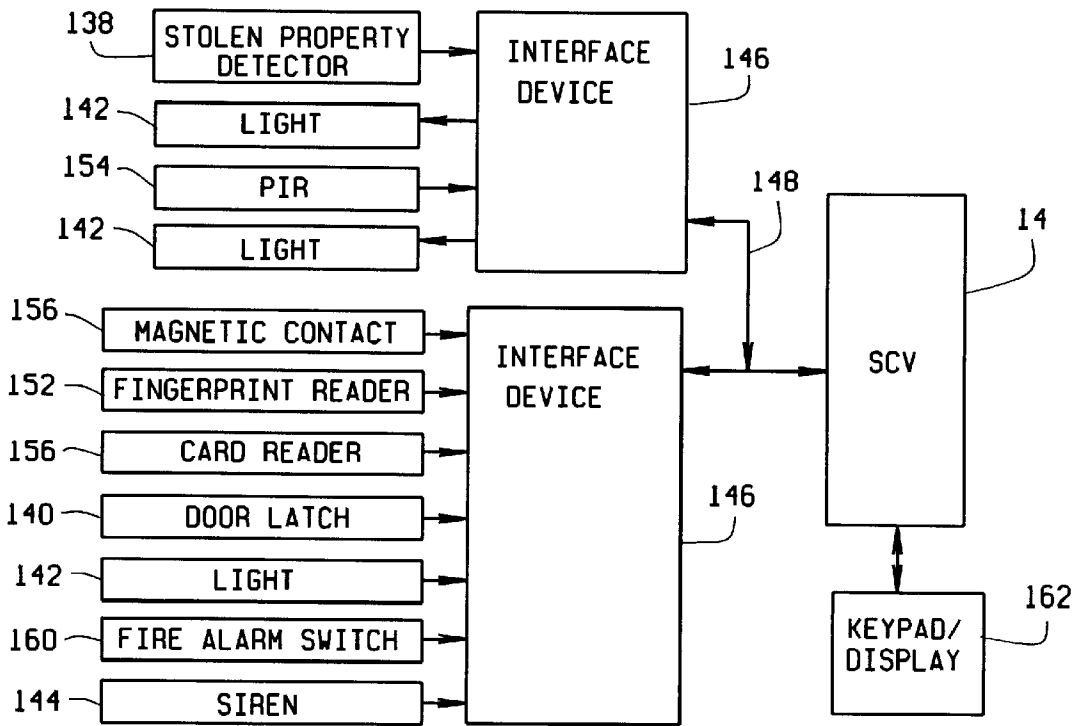 138
STOLEN PROPERTY
DETECTOR
142
LIGHT
154
PIR
142
LIGHT
INTERFACE
DEVICE
146
148
14
SCV
156
MAGNETIC CONTACT
152
FINGERPRINT READER
156
CARD READER
140
DOOR LATCH
142
LIGHT
160
FIRE ALARM SWITCH
144
SIREN
INTERFACE
DEVICE
146
KEYPAD/
DISPLAY
162